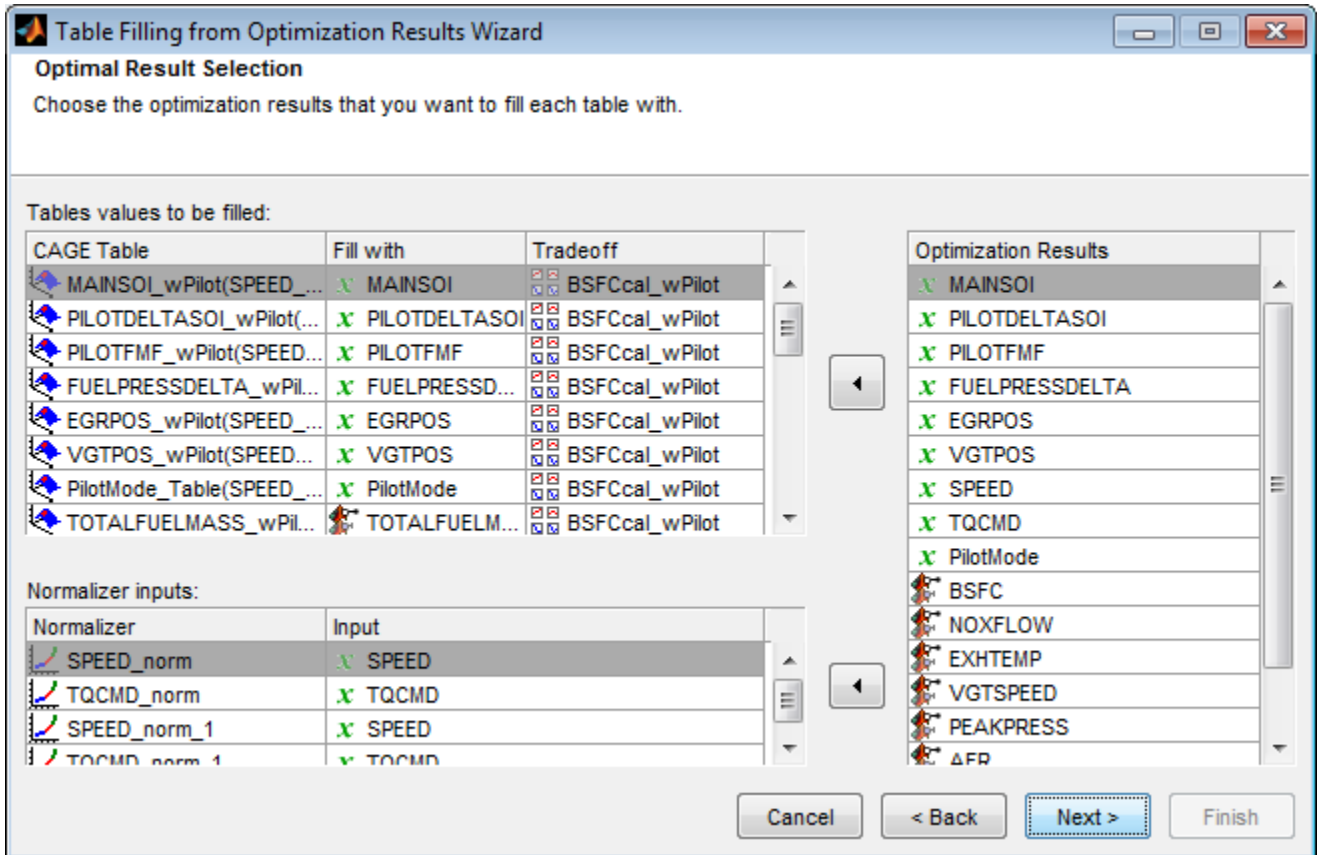 Table Filling from Optimization Results Wizard
Optimal Result Selection
Choose the optimization results that you want to fill each table with.
Tables values to be filled:
CAGE Table Fill with Tradeoff
MAINSOI_wPilot(SPEED_... x MAINSOI BSFCcal_wPilot
PILOTDELTASOI_wPilot(... x PILOTDELTASOI BSFCcal_wPilot
PILOTFMF_wPilot(SPEED... x PILOTFMF BSFCcal_wPilot
FUELPRESSDELTA_wPil... x FUELPRESSD... BSFCcal_wPilot
EGRPOS_wPilot(SPEED_... x EGRPOS BSFCcal_wPilot
VGTPOS_wPilot(SPEED... x VGTPOS BSFCcal_wPilot
PilotMode_Table(SPEED_... x PilotMode BSFCcal_wPilot
TOTALFUELMASS_wPil... TOTALFUELM... BSFCcal_wPilot
Normalizer inputs:
Normalizer Input
SPEED_norm x SPEED
TQCMD_norm x TQCMD
SPEED_norm_1 x SPEED
TQCMD_norm_1 x TQCMD
Optimization Results
x MAINSOI
x PILOTDELTASOI
x PILOTFMF
x FUELPRESSDELTA
x EGRPOS
x VGTPOS
x SPEED
x TQCMD
x PilotMode
BSFC
NOXFLOW
EXHTEMP
VGTSPEED
PEAKPRESS
AFR
Cancel < Back Next > Finish